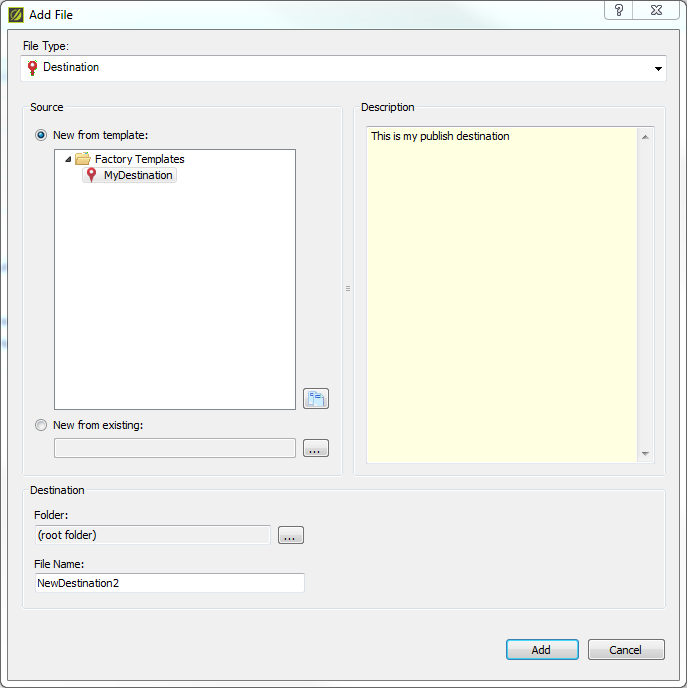 Add File
?
File Type:
Destination
Source
New from template:
Factory Templates
MyDestination
New from existing:
...
Description
This is my publish destination
Destination
Folder:
(root folder)
...
File Name:
NewDestination2
Add
Cancel